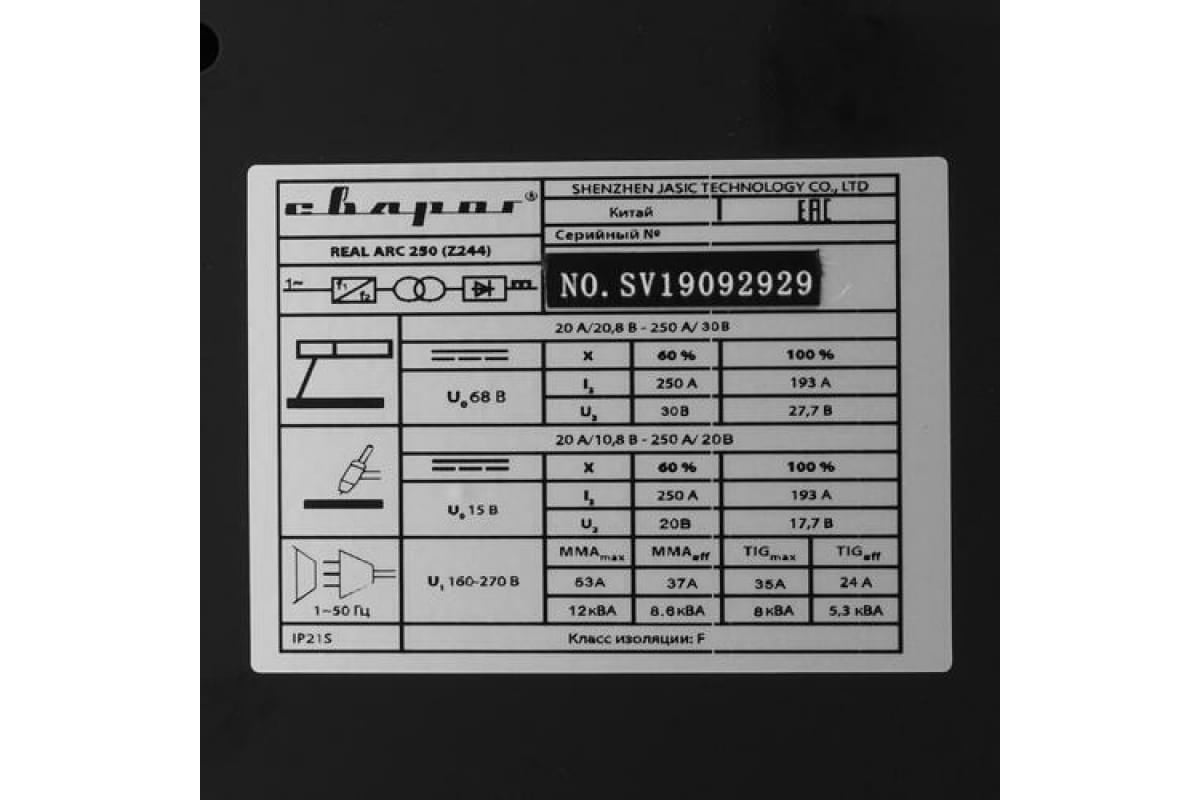 сварог®
SHENZHEN JASIC TECHNOLOGY CO., LTD
Китай EAC
REAL ARC 250 (Z244)
Серийный №
1~ f₁ f₂
NO. SV19092929
20 А/20,8 В - 250 А/ 30В
X 60 % 100 %
U₀ 68 В
I₂ 250 А 193 А
U₂ 30В 27,7 В
20 А/10,8 В - 250 А/ 20В
X 60 % 100 %
U₀ 15 В
I₂ 250 А 193 А
U₂ 20В 17,7 В
1~50 Гц
U₁ 160-270 В
MMAmax MMAeff TIGmax TIGeff
63А 37А 35А 24 А
12кВА 8.6кВА 8кВА 5,3 кВА
IP21S Класс изоляции: F